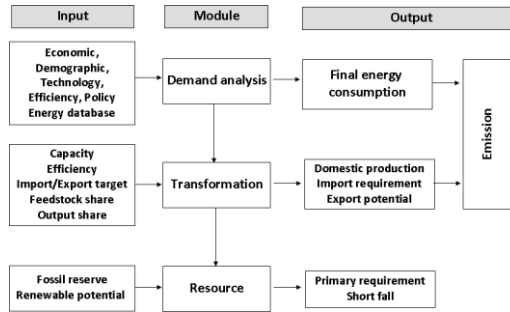 Input
Module
Output
Economic,
Demographic,
Technology,
Efficiency, Policy
Energy database
Demand analysis
Final energy
consumption
Emission
Capacity
Efficiency
Import/Export target
Feedstock share
Output share
Transformation
Domestic production
Import requirement
Export potential
Fossil reserve
Renewable potential
Resource
Primary requirement
Short fall